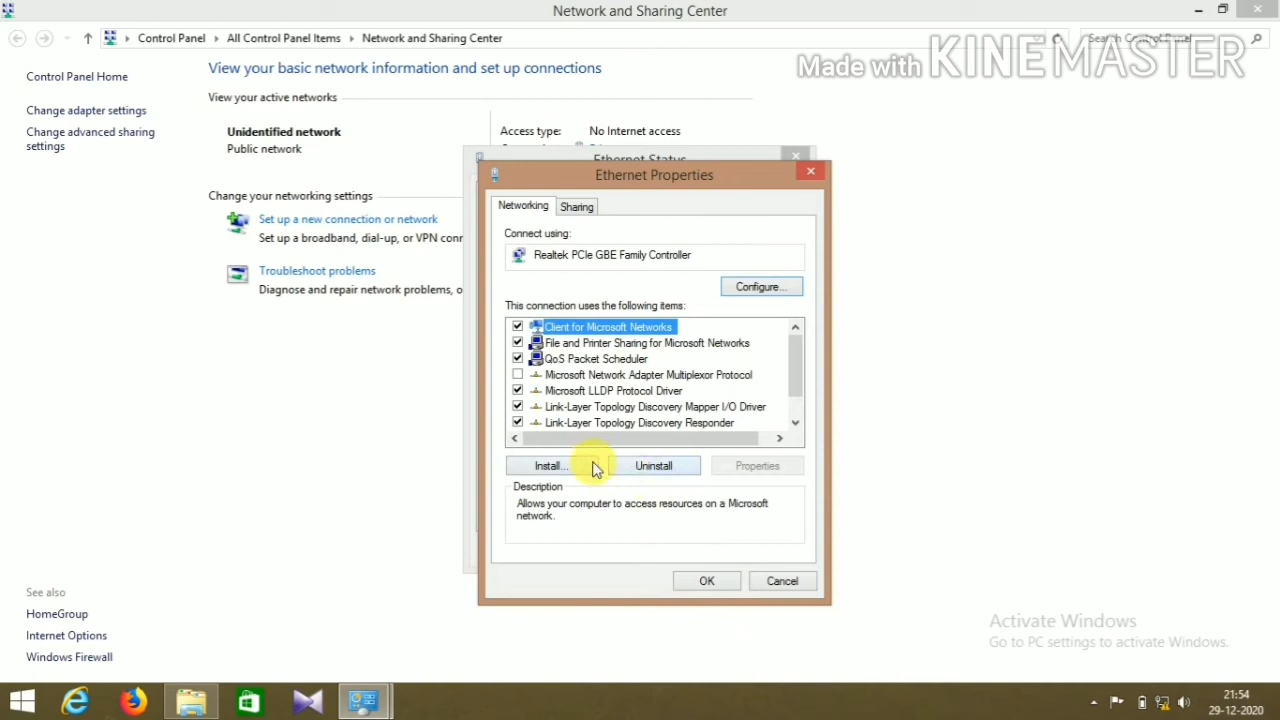 Network and Sharing Center
Control Panel
All Control Panel Items
Network and Sharing Center
Search Control Panel
Made with KINEMASTER
Control Panel Home
Change adapter settings
Change advanced sharing
settings
View your basic network information and set up connections
View your active networks
Unidentified network
Public network
Access type: No Internet access
Change your networking settings
Set up a new connection or network
Set up a broadband, dial-up, or VPN conn
Troubleshoot problems
Diagnose and repair network problems, o
Ethernet Status
Ethernet Properties
Networking
Sharing
Connect using:
Realtek PCIe GBE Family Controller
Configure...
This connection uses the following items:
Client for Microsoft Networks
File and Printer Sharing for Microsoft Networks
QoS Packet Scheduler
Microsoft Network Adapter Multiplexor Protocol
Microsoft LLDP Protocol Driver
Link-Layer Topology Discovery Mapper I/O Driver
Link-Layer Topology Discovery Responder
Install...
Uninstall
Properties
Description
Allows your computer to access resources on a Microsoft
network.
OK
Cancel
See also
HomeGroup
Internet Options
Windows Firewall
Activate Windows
Go to PC settings to activate Windows.
21:54
29-12-2020